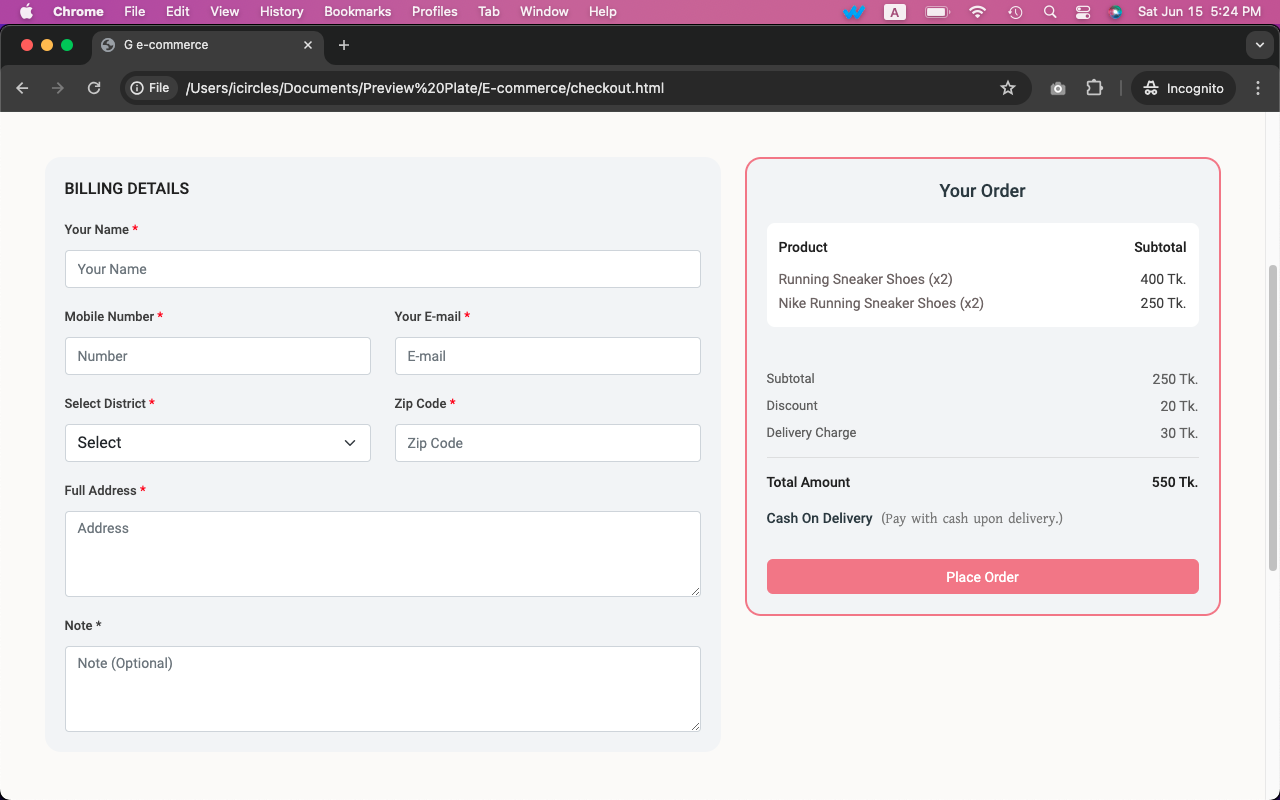 Chrome File Edit View History Bookmarks Profiles Tab Window Help A Sat Jun 15 5:24 PM
G e-commerce
File /Users/icircles/Documents/Preview%20Plate/E-commerce/checkout.html Incognito
BILLING DETAILS
Your Name *
Your Name
Mobile Number * Your E-mail *
Number E-mail
Select District * Zip Code *
Select Zip Code
Full Address *
Address
Note *
Note (Optional)
Your Order
Product Subtotal
Running Sneaker Shoes (x2) 400 Tk.
Nike Running Sneaker Shoes (x2) 250 Tk.
Subtotal 250 Tk.
Discount 20 Tk.
Delivery Charge 30 Tk.
Total Amount 550 Tk.
Cash On Delivery (Pay with cash upon delivery.)
Place Order